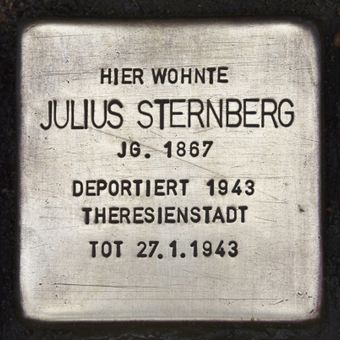 HIER WOHNTE
JULIUS STERNBERG
JG. 1867
DEPORTIERT 1943
THERESIENSTADT
TOT 27.1.1943